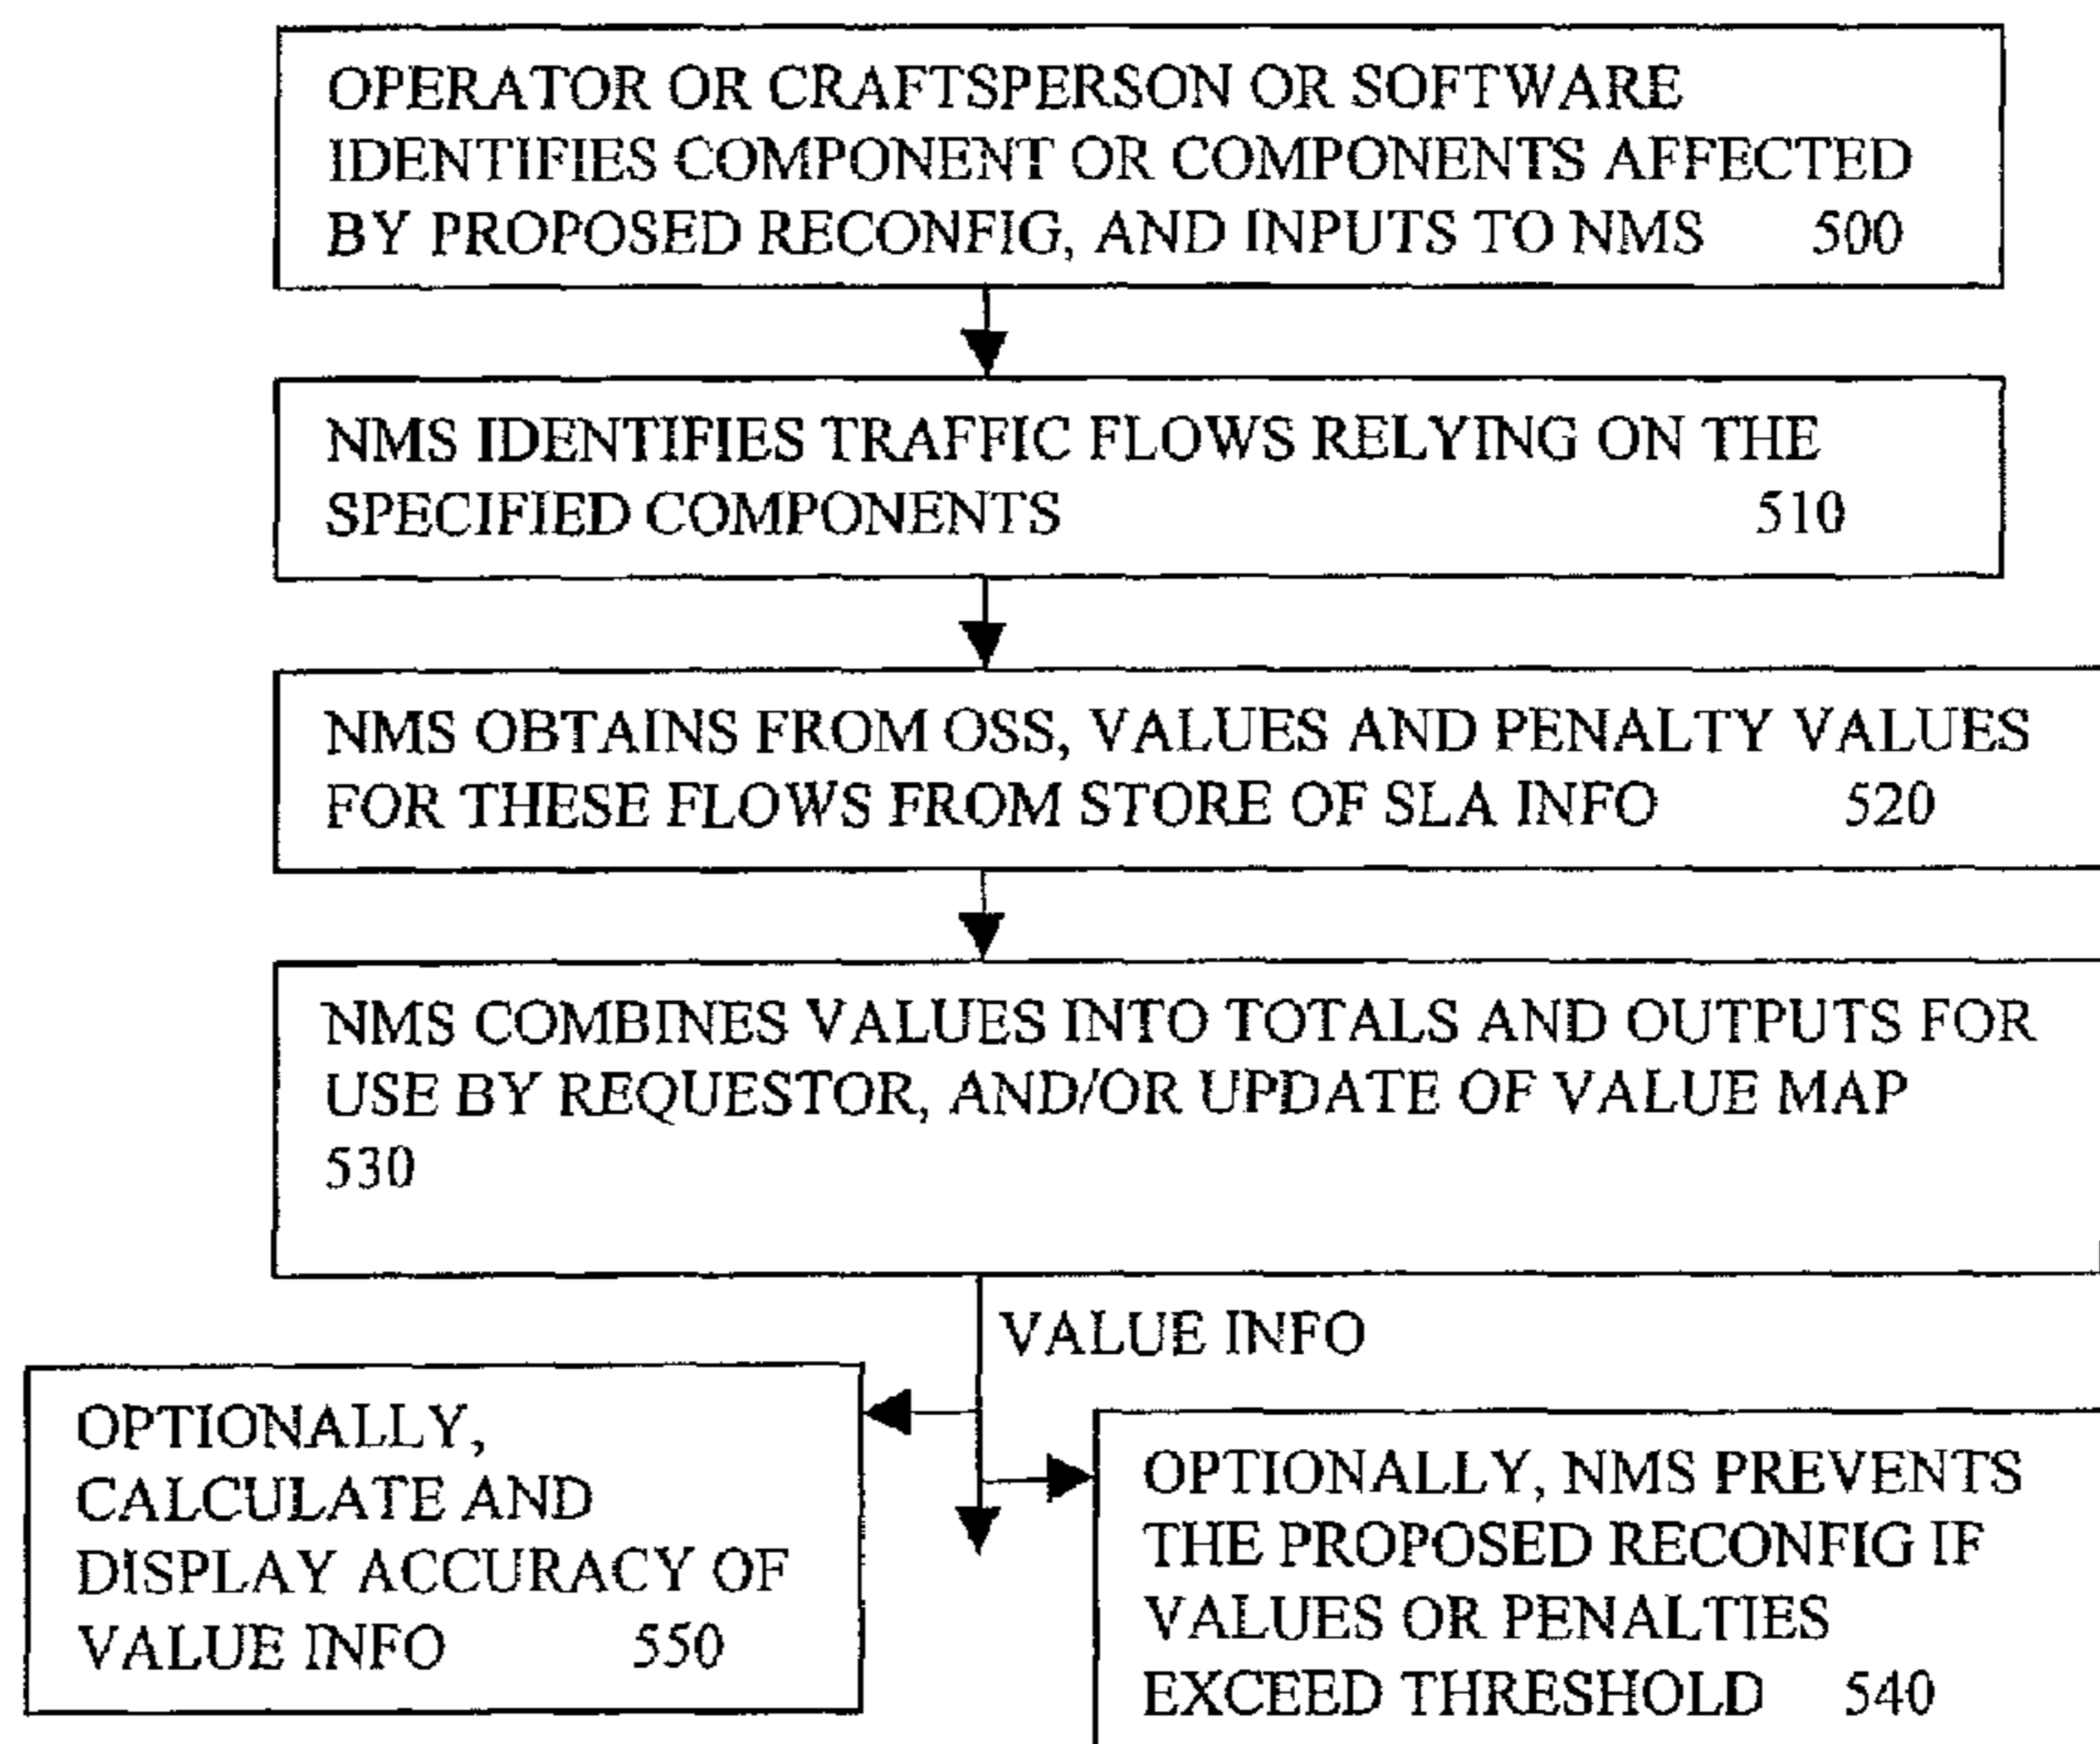 OPERATOR OR CRAFTSPERSON OR SOFTWARE
IDENTIFIES COMPONENT OR COMPONENTS AFFECTED
BY PROPOSED RECONFIG, AND INPUTS TO NMS 500
NMS IDENTIFIES TRAFFIC FLOWS RELYING ON THE
SPECIFIED COMPONENTS 510
NMS OBTAINS FROM OSS, VALUES AND PENALTY VALUES
FOR THESE FLOWS FROM STORE OF SLA INFO 520
NMS COMBINES VALUES INTO TOTALS AND OUTPUTS FOR
USE BY REQUESTOR, AND/OR UPDATE OF VALUE MAP
530
VALUE INFO
OPTIONALLY,
CALCULATE AND
DISPLAY ACCURACY OF
VALUE INFO 550
OPTIONALLY, NMS PREVENTS
THE PROPOSED RECONFIG IF
VALUES OR PENALTIES
EXCEED THRESHOLD 540